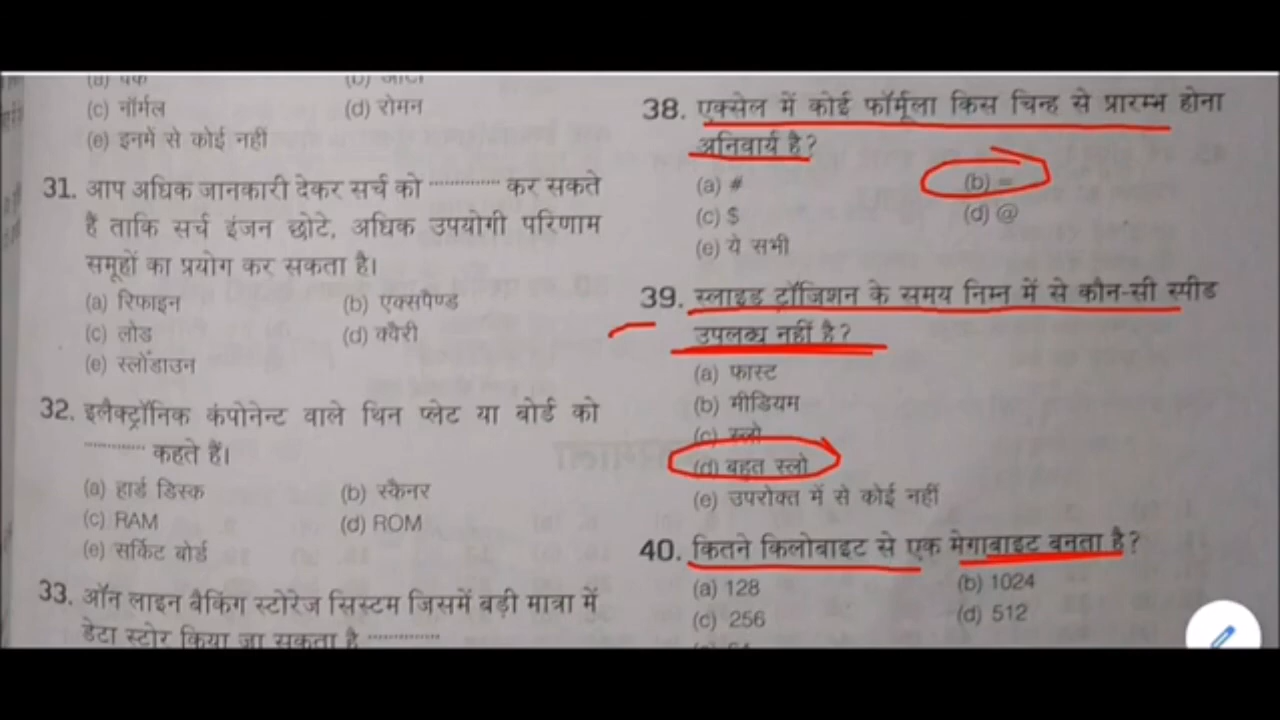 (c) नॉर्मल
(d) रोमन
(e) इनमें से कोई नहीं
31. आप अधिक जानकारी देकर सर्च को ............... कर सकते
हैं ताकि सर्च इंजन छोटे, अधिक उपयोगी परिणाम
समूहों का प्रयोग कर सकता है।
(a) रिफाइन
(b) एक्सपैण्ड
(c) लोड
(d) क्वैरी
(e) स्लोडाउन
32. इलैक्ट्रॉनिक कंपोनेन्ट वाले थिन प्लेट या बोर्ड को
............... कहते हैं।
(a) हार्ड डिस्क
(b) स्कैनर
(c) RAM
(d) ROM
(e) सर्किट बोर्ड
33. ऑन लाइन बैकिंग स्टोरेज सिस्टम जिसमें बड़ी मात्रा में
डेटा स्टोर किया जा सकता है ...............
38. एक्सेल में कोई फॉर्मूला किस चिन्ह से प्रारम्भ होना
अनिवार्य है?
(a) #
(b) =
(c) $
(d) @
(e) ये सभी
39. स्लाइड ट्रॉजिशन के समय निम्न में से कौन-सी स्पीड
उपलब्ध नहीं है?
(a) फास्ट
(b) मीडियम
(c) स्लो
(d) बहुत स्लो
(e) उपरोक्त में से कोई नहीं
40. कितने किलोबाइट से एक मेगाबाइट बनता है?
(a) 128
(b) 1024
(c) 256
(d) 512